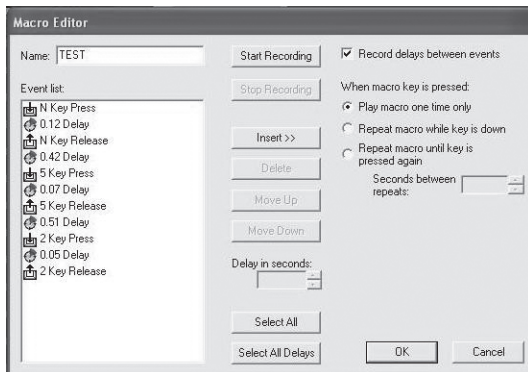 Macro Editor
Name: TEST
Event list:
N Key Press
0.12 Delay
N Key Release
0.42 Delay
5 Key Press
0.07 Delay
5 Key Release
0.51 Delay
2 Key Press
0.05 Delay
2 Key Release
Start Recording
Stop Recording
Insert >>
Delete
Move Up
Move Down
Delay in seconds:
Select All
Select All Delays
Record delays between events
When macro key is pressed:
Play macro one time only
Repeat macro while key is down
Repeat macro until key is
pressed again
Seconds between
repeats:
OK
Cancel